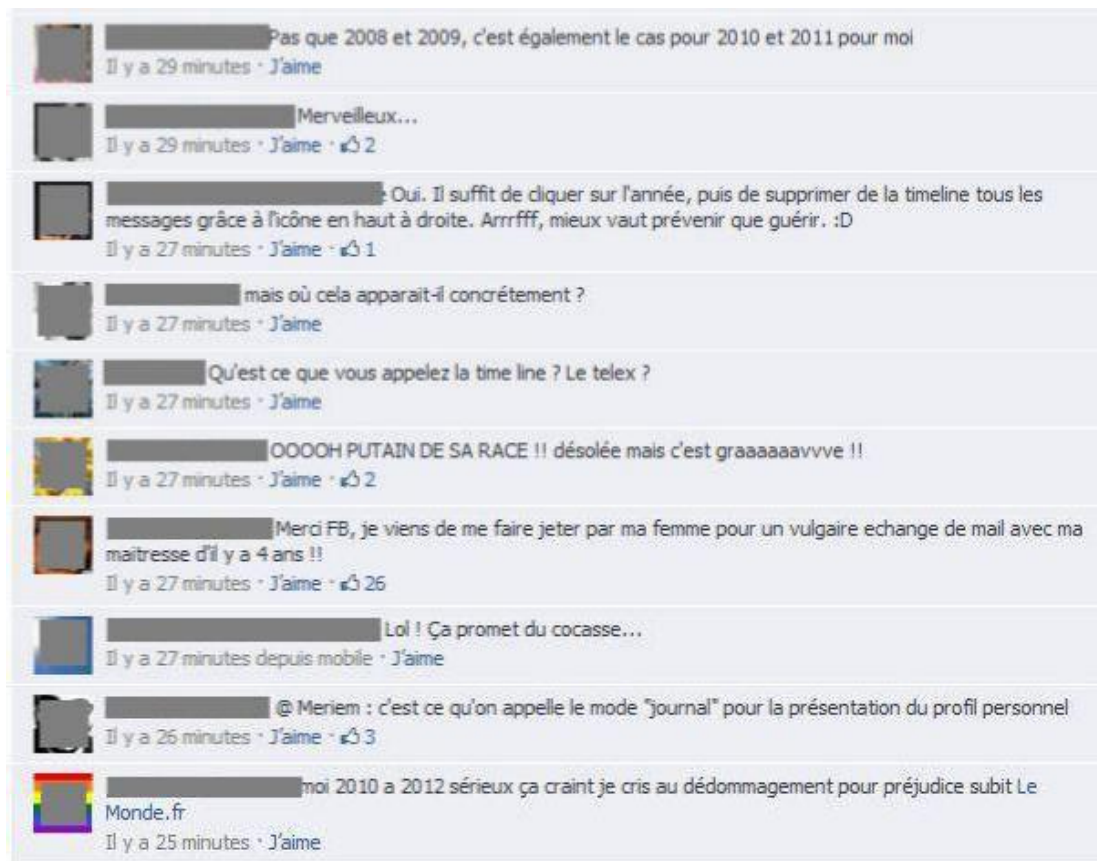 Pas que 2008 et 2009, c'est également le cas pour 2010 et 2011 pour moi
Il y a 29 minutes · J'aime
Merveilleux...
Il y a 29 minutes · J'aime · 2
: Oui. Il suffit de cliquer sur l'année, puis de supprimer de la timeline tous les
messages grâce à l'icône en haut à droite. Arrrfff, mieux vaut prévenir que guérir. :D
Il y a 27 minutes · J'aime · 1
mais où cela apparait-il concrétement ?
Il y a 27 minutes · J'aime
Qu'est ce que vous appelez la time line ? Le telex ?
Il y a 27 minutes · J'aime
OOOOH PUTAIN DE SA RACE !! désolée mais c'est graaaaaavvve !!
Il y a 27 minutes · J'aime · 2
Merci FB, je viens de me faire jeter par ma femme pour un vulgaire echange de mail avec ma
maitresse d'il y a 4 ans !!
Il y a 27 minutes · J'aime · 26
Lol ! Ça promet du cocasse...
Il y a 27 minutes depuis mobile · J'aime
@ Meriem : c'est ce qu'on appelle le mode "journal" pour la présentation du profil personnel
Il y a 26 minutes · J'aime · 3
moi 2010 a 2012 sérieux ça craint je cris au dédommagement pour préjudice subit Le
Monde.fr
Il y a 25 minutes · J'aime